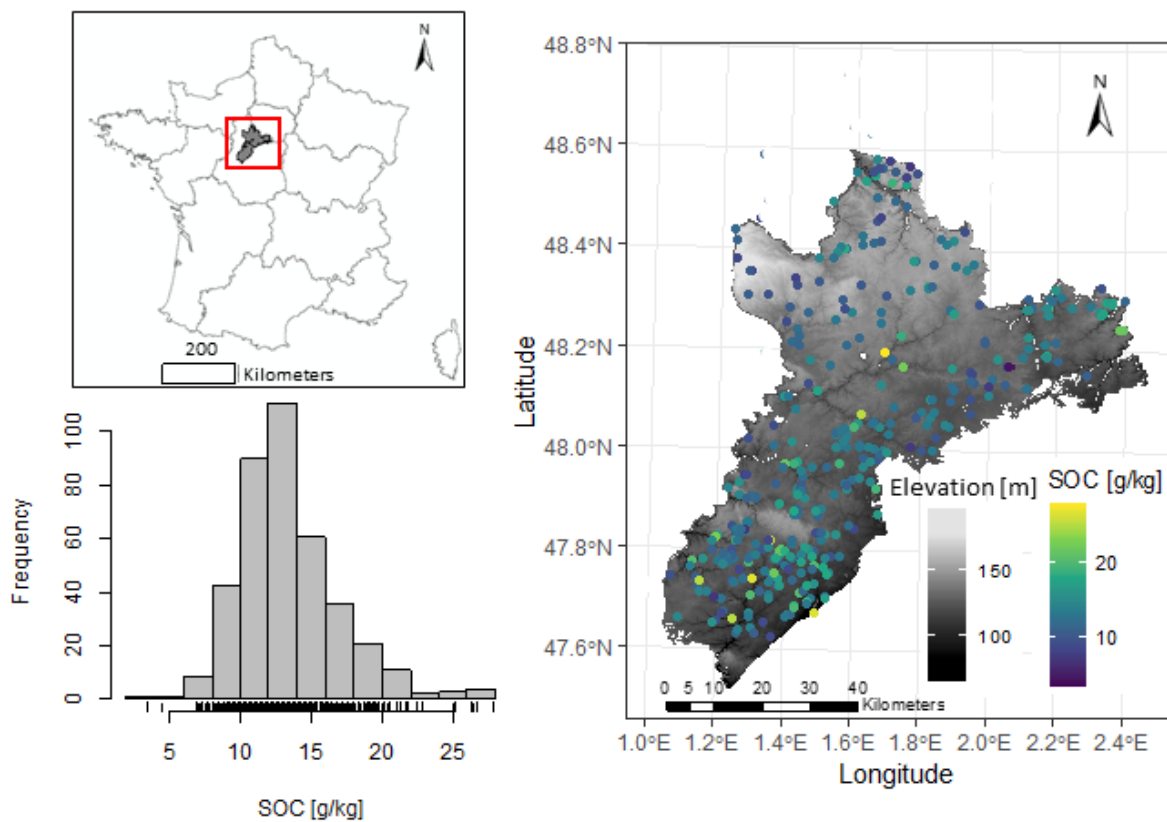 N
200
Kilometers
100
80
60
40
20
0
Frequency
5 10 15 20 25
SOC [g/kg]
48.8°N
48.6°N
48.4°N
48.2°N
48.0°N
47.8°N
47.6°N
Latitude
N
Elevation [m]
150
100
SOC [g/kg]
20
10
0 5 10 20 30 40
Kilometers
1.0°E 1.2°E 1.4°E 1.6°E 1.8°E 2.0°E 2.2°E 2.4°E
Longitude